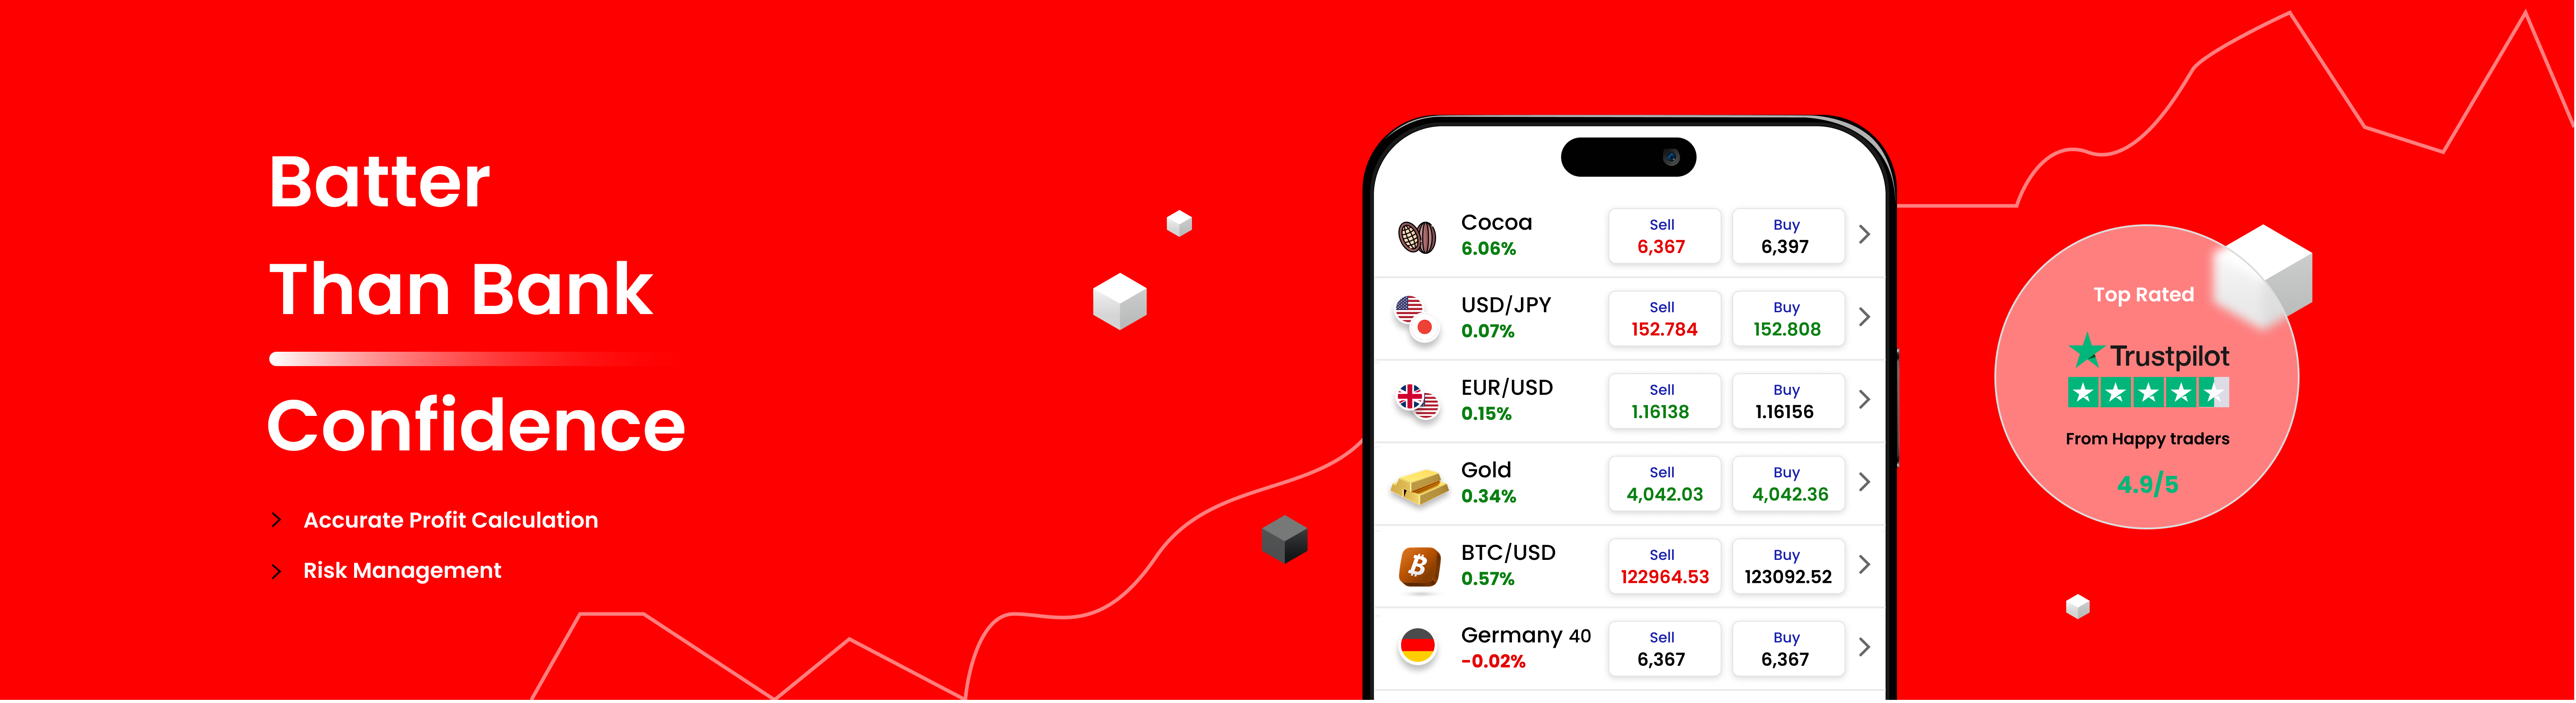 Batter
Than Bank
Confidence
Accurate Profit Calculation
Risk Management
Cocoa
6.06%
Sell
6,367
Buy
6,397
USD/JPY
0.07%
Sell
152.784
Buy
152.808
EUR/USD
0.15%
Sell
1.16138
Buy
1.16156
Gold
0.34%
Sell
4,042.03
Buy
4,042.36
BTC/USD
0.57%
Sell
122964.53
Buy
123092.52
Germany 40
-0.02%
Sell
6,367
Buy
6,367
Top Rated
Trustpilot
From Happy traders
4.9/5